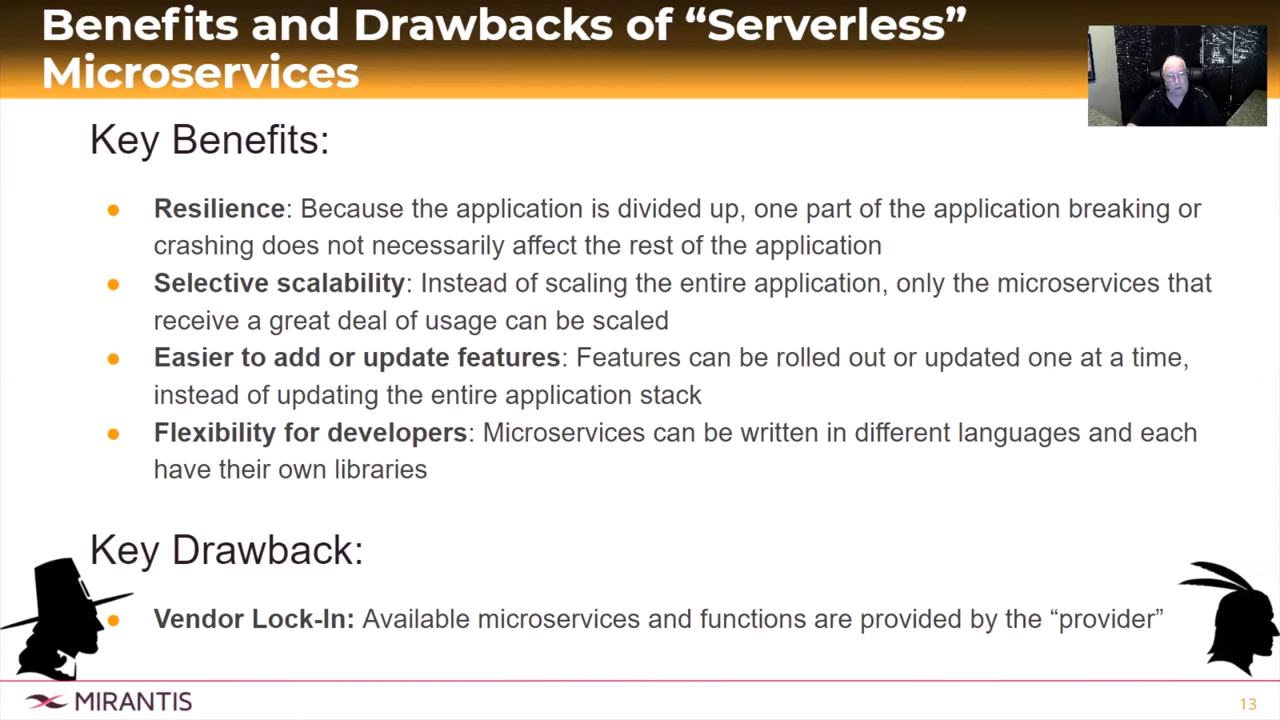 Benefits and Drawbacks of “Serverless”
Microservices
Key Benefits:
● Resilience: Because the application is divided up, one part of the application breaking or
crashing does not necessarily affect the rest of the application
● Selective scalability: Instead of scaling the entire application, only the microservices that
receive a great deal of usage can be scaled
● Easier to add or update features: Features can be rolled out or updated one at a time,
instead of updating the entire application stack
● Flexibility for developers: Microservices can be written in different languages and each
have their own libraries
Key Drawback:
● Vendor Lock-In: Available microservices and functions are provided by the “provider”
MIRANTIS
13